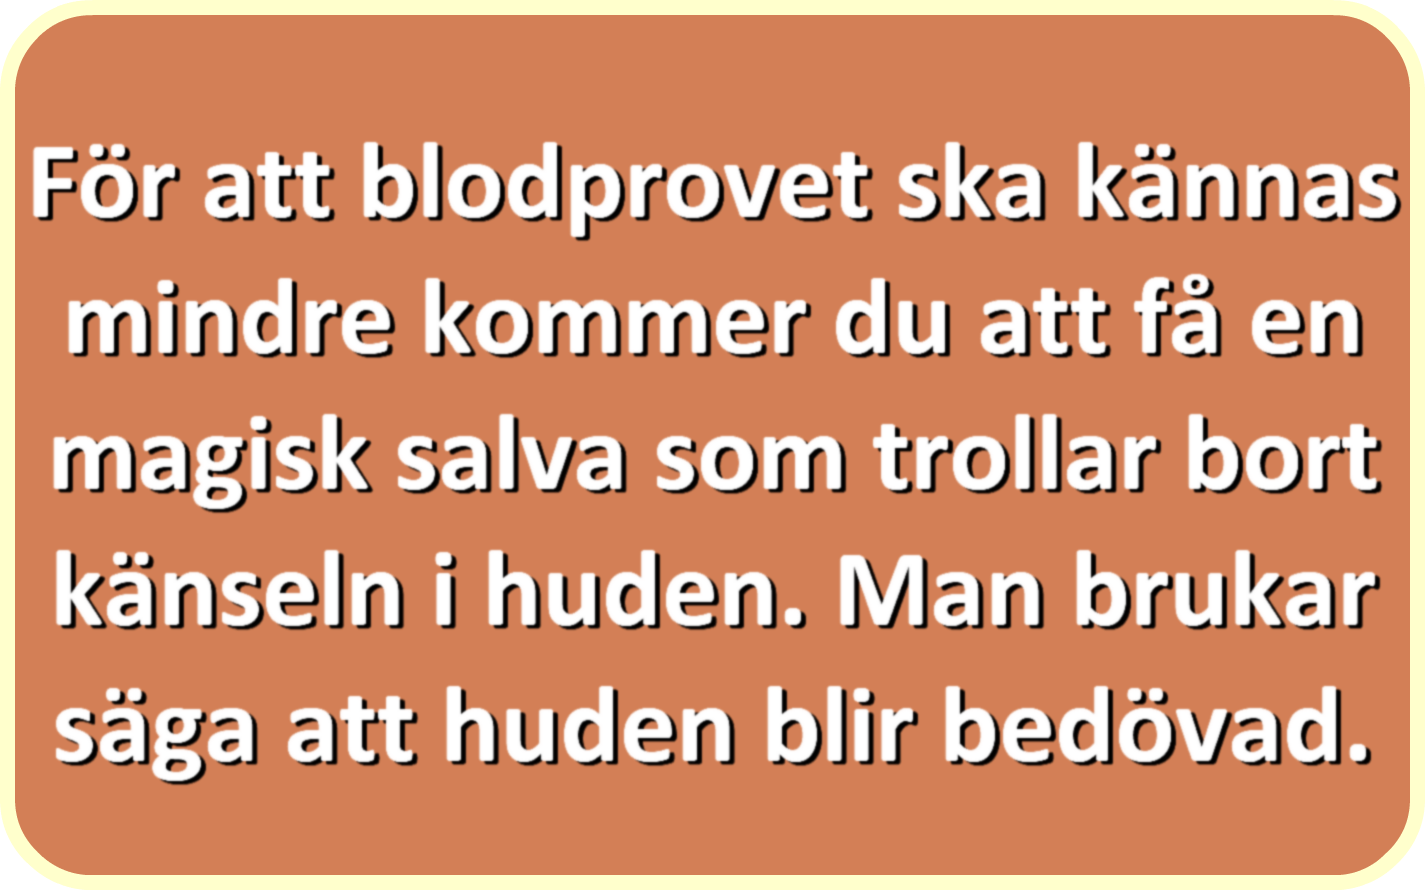 För att blodprovet ska kännas
mindre kommer du att få en
magisk salva som trollar bort
känseln i huden. Man brukar
säga att huden blir bedövad.